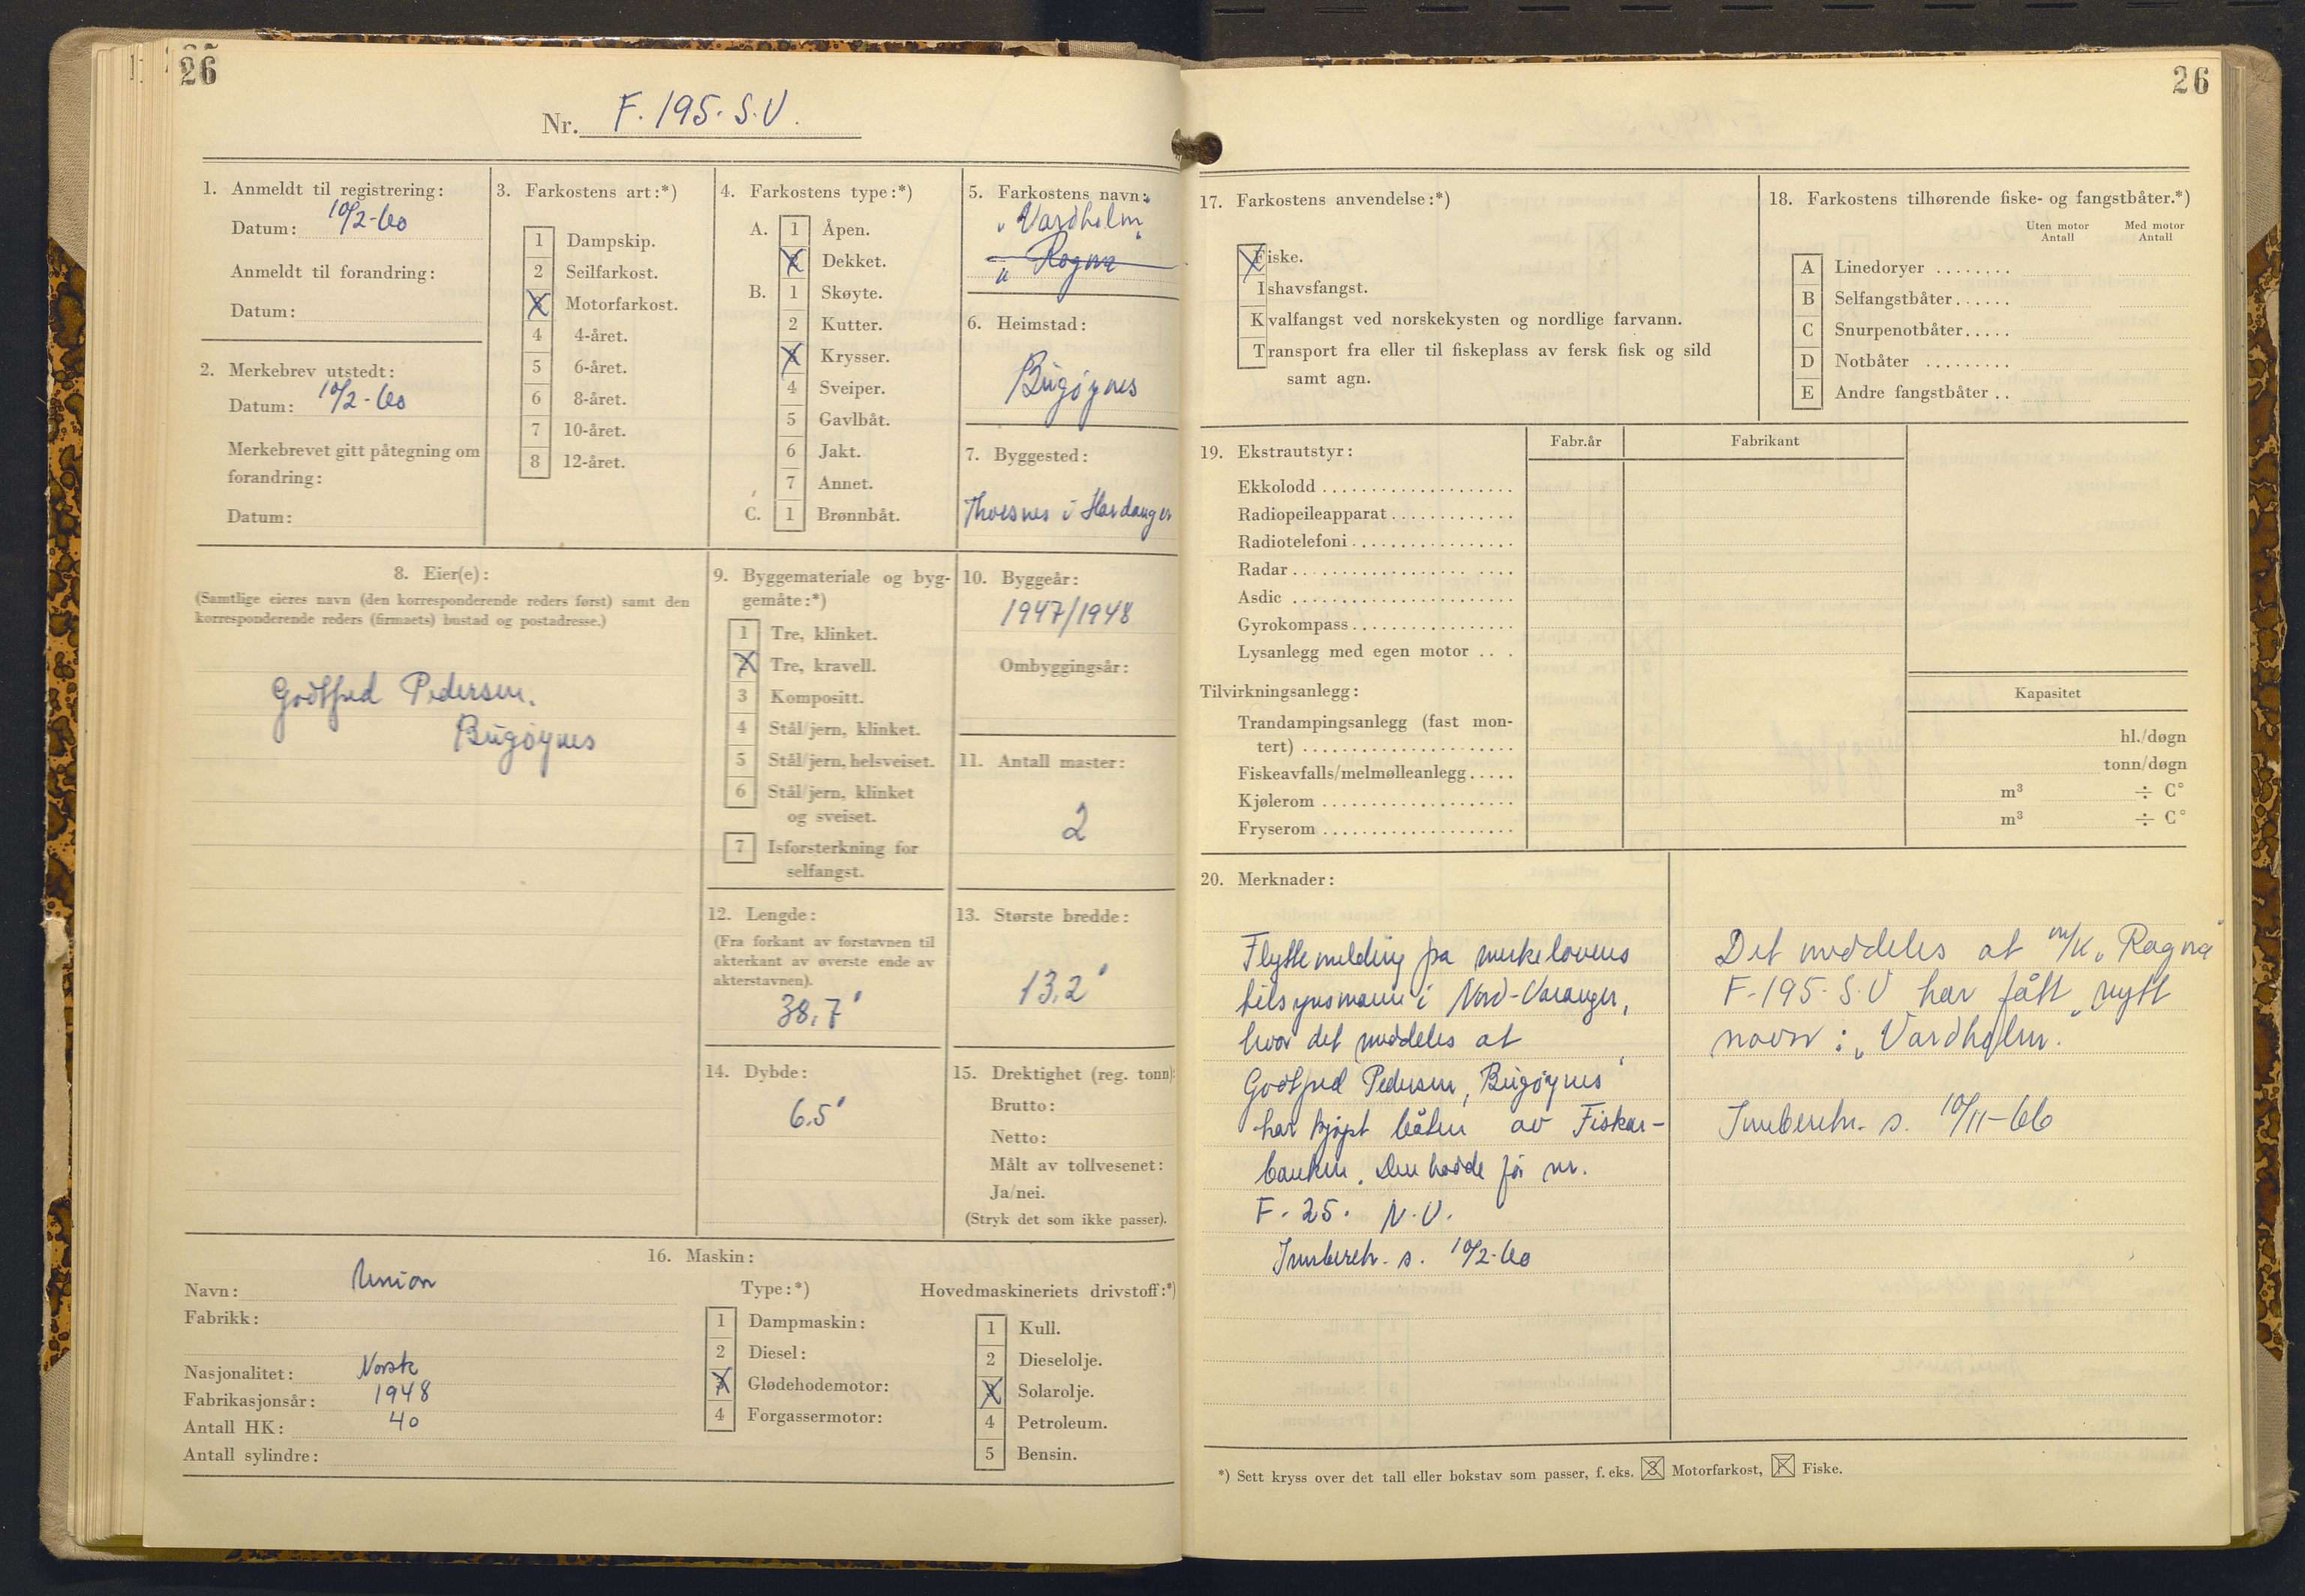 26
Nr. F. 195. S.V.
1. Anmeldt til registrering:
Datum: 10/2-60
Anmeldt til forandring:
Datum:
2. Merkebrev utstedt:
Datum: 10/2-60
Merkebrevet gitt påtegning om
forandring:
Datum:
3. Farkostens art:*)
1 Dampskip.
2 Seilfarkost.
3 Motorfarkost.
4 4-året.
5 6-året.
6 8-året.
7 10-året.
8 12-året.
4. Farkostens type:*)
A. 1 Åpen.
2 Dekket.
B. 1 Skøyte.
2 Kutter.
3 Krysser.
4 Sveiper.
5 Gavlbåt.
6 Jakt.
7 Annet.
C. 1 Brønnbåt.
5. Farkostens navn:
„Vardholm"
„Ragna
6. Heimstad:
Bugøynes
7. Byggested:
Thoesnes i Hardanger
8. Eier(e):
(Samtlige eieres navn (den korresponderende reders først) samt den
korresponderende reders (firmaets) bustad og postadresse.)
Godtfred Pedersen.
Bugøynes
9. Byggemateriale og byg-
gemåte:*)
1 Tre, klinket.
2 Tre, kravell.
3 Kompositt.
4 Stål/jern, klinket.
5 Stål/jern, helsveiset.
6 Stål/jern, klinket
og sveiset.
7 Isforsterkning for
selfangst.
10. Byggeår:
1947/1948
Ombyggingsår:
11. Antall master:
2
12. Lengde:
(Fra forkant av forstavnen til
akterkant av øverste ende av
akterstavnen).
38,7'
13. Største bredde:
13,2'
14. Dybde:
6.5'
15. Drektighet (reg. tonn):
Brutto:
Netto:
Målt av tollvesenet:
Ja/nei.
(Stryk det som ikke passer).
16. Maskin:
Navn: Union
Fabrikk:
Nasjonalitet: Norsk
Fabrikasjonsår: 1948
Antall HK: 40
Antall sylindre:
Type:*)
1 Dampmaskin:
2 Diesel:
3 Glødehodemotor:
4 Forgassermotor:
Hovedmaskineriets drivstoff:*)
1 Kull.
2 Dieselolje.
3 Solarolje.
4 Petroleum.
5 Bensin.
26
17. Farkostens anvendelse:*)
Fiske.
Ishavsfangst.
Kvalfangst ved norskekysten og nordlige farvann.
Transport fra eller til fiskeplass av fersk fisk og sild
samt agn.
18. Farkostens tilhørende fiske- og fangstbåter.*)
Uten motor Antall Med motor Antall
A Linedoryer ........
B Selfangstbåter......
C Snurpenotbåter.....
D Notbåter .........
E Andre fangstbåter ..
19. Ekstrautstyr:
Fabr.år Fabrikant
Ekkolodd ....................
Radiopeileapparat.............
Radiotelefoni.................
Radar.......................
Asdic .......................
Gyrokompass.................
Lysanlegg med egen motor ...
Tilvirkningsanlegg:
Kapasitet
Trandampingsanlegg (fast mon-
tert) ...................... hl./døgn
Fiskeavfalls/melmølleanlegg..... tonn/døgn
Kjølerom .................... m³ ÷ C°
Fryserom .................... m³ ÷ C°
20. Merknader:
Flyttemelding fra merkelovens
tilsynsmann i Nord-Varanger,
hvor det meddeles at
Godtfred Pedersen, Bugøynes
har kjøpt båten av Fiskar-
banken. Den hadde før nr.
F. 25. N.V.
Innberetn. s. 10/2-60
Det meddeles at m/k „Ragna"
F-195-S.V har fått nytt
navn: „Vardholm".
Innberetn. s. 10/11-66
*) Sett kryss over det tall eller bokstav som passer, f. eks. 3 Motorfarkost, F Fiske.